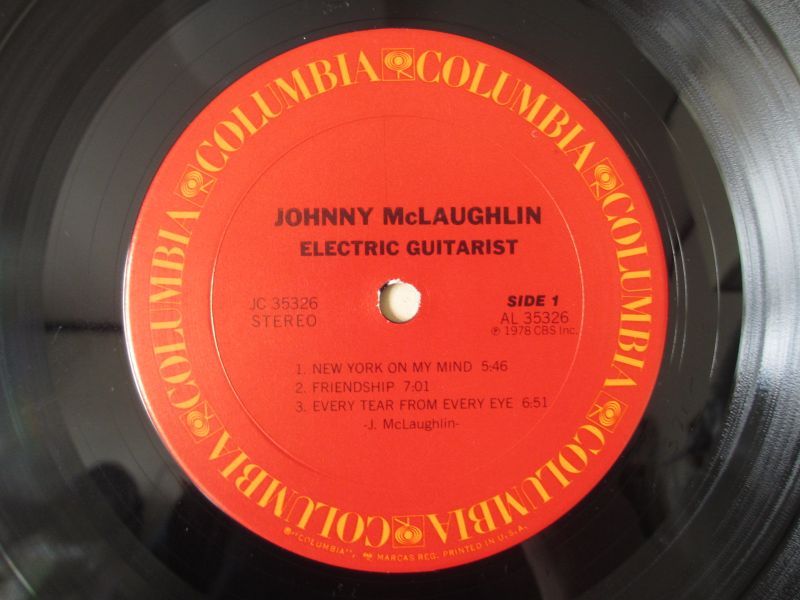 COLUMBIA COLUMBIA COLUMBIA COLUMBIA COLUMBIA COLUMBIA
JOHNNY McLAUGHLIN
ELECTRIC GUITARIST
JC 35326
STEREO
SIDE 1
AL 35326
℗ 1978 CBS Inc.
1. NEW YORK ON MY MIND 5:46
2. FRIENDSHIP 7:01
3. EVERY TEAR FROM EVERY EYE 6:51
-J. McLaughlin-
®"COLUMBIA", MARCAS REG. PRINTED IN U.S.A.